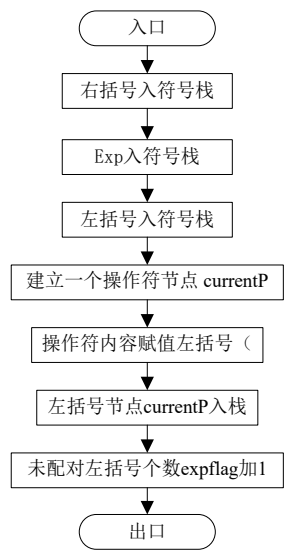 入口
右括号入符号栈
Exp入符号栈
左括号入符号栈
建立一个操作符节点 currentP
操作符内容赋值左括号（
左括号节点currentP入栈
未配对左括号个数expflag加1
出口